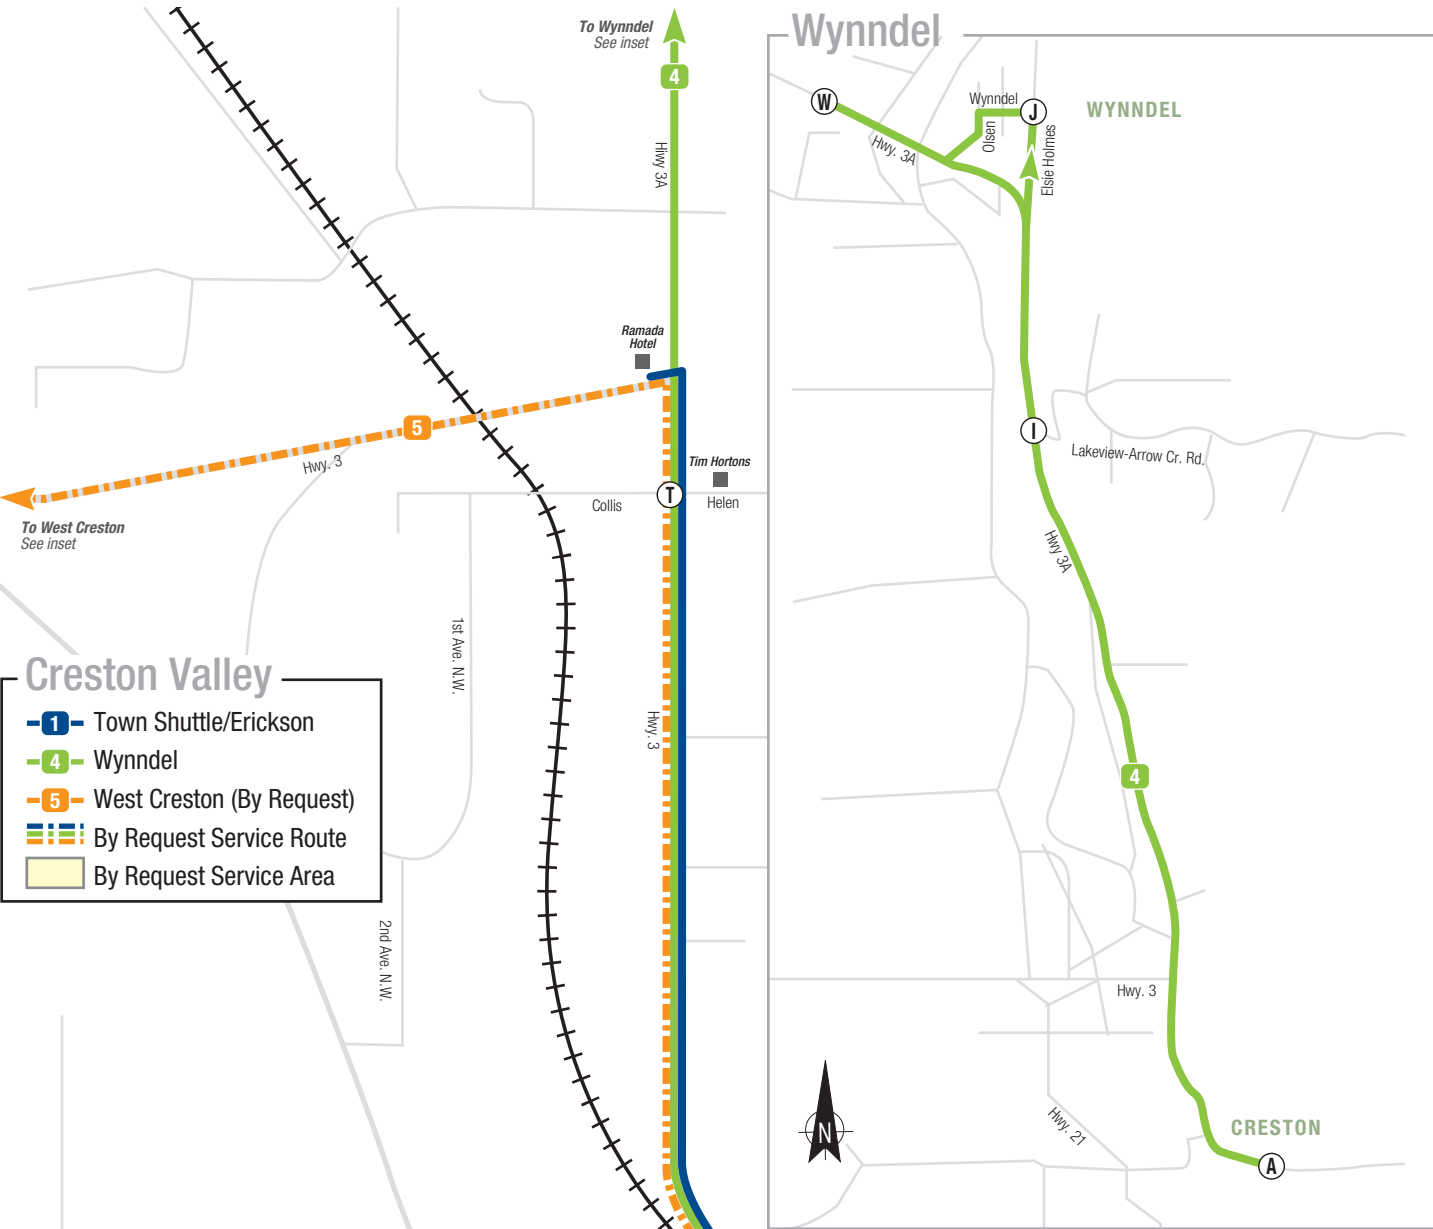 To Wynndel
See inset
4
Hiwy 3A
Ramada
Hotel
5
Hwy. 3
To West Creston
See inset
Tim Hortons
T
Collis
Helen
1st Ave. N.W.
Hwy. 3
2nd Ave. N.W.
Creston Valley
1 Town Shuttle/Erickson
4 Wynndel
5 West Creston (By Request)
By Request Service Route
By Request Service Area
Wynndel
W
Wynndel
J
WYNNDEL
Hwy. 3A
Olsen
Elsie Holmes
I
Lakeview-Arrow Cr. Rd.
Hwy 3A
4
Hwy. 3
N
Hwy. 21
CRESTON
A